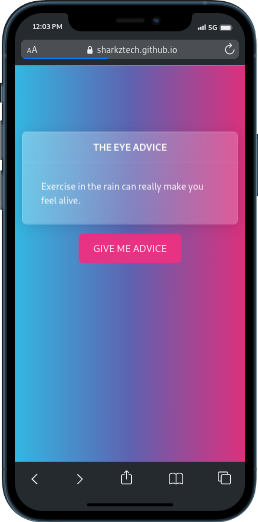 12:03 PM
5G
AA
sharkztech.github.io
THE EYE ADVICE
Exercise in the rain can really make you
feel alive.
GIVE ME ADVICE